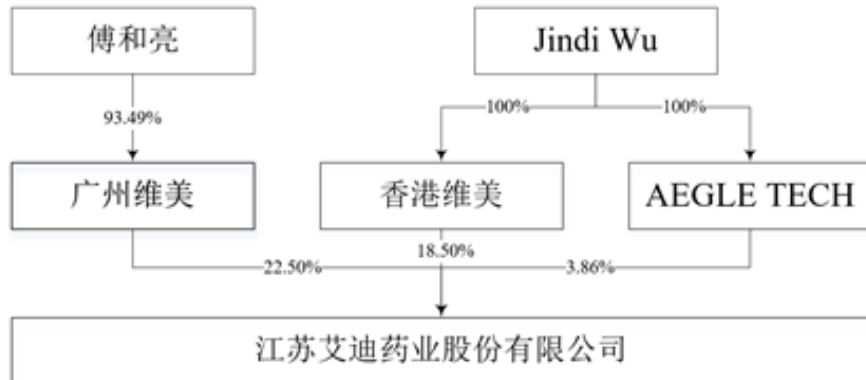 傅和亮
Jindi Wu
93.49%
100%
100%
广州维美
香港维美
AEGLE TECH
22.50%
18.50%
3.86%
江苏艾迪药业股份有限公司